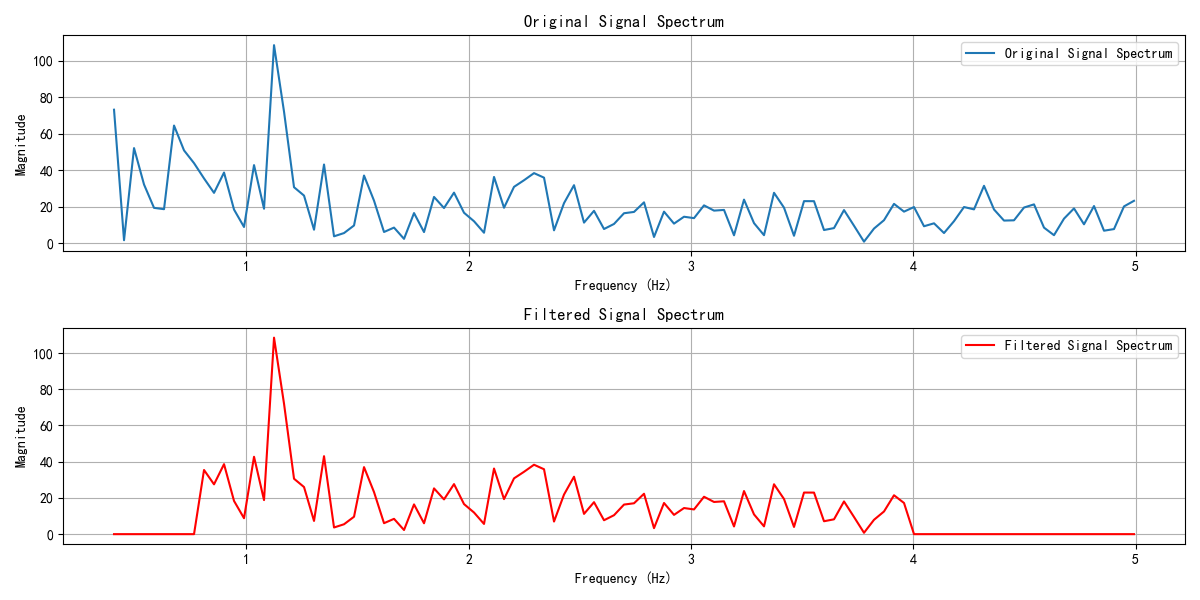 Original Signal Spectrum
Original Signal Spectrum
Magnitude
100
80
60
40
20
0
1
2
3
4
5
Frequency (Hz)
Filtered Signal Spectrum
Filtered Signal Spectrum
Magnitude
100
80
60
40
20
0
1
2
3
4
5
Frequency (Hz)